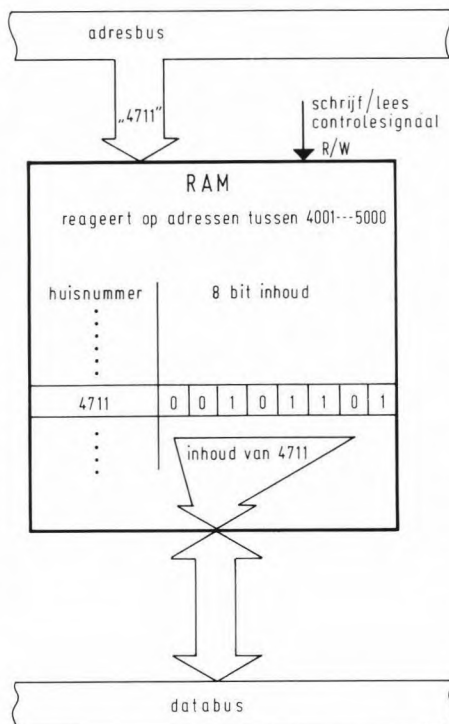 adresbus
„4711"
schrijf/lees
controlesignaal
R/W
RAM
reageert op adressen tussen 4001---5000
huisnummer 8 bit inhoud
4711 0 0 1 0 1 1 0 1
inhoud van 4711
databus